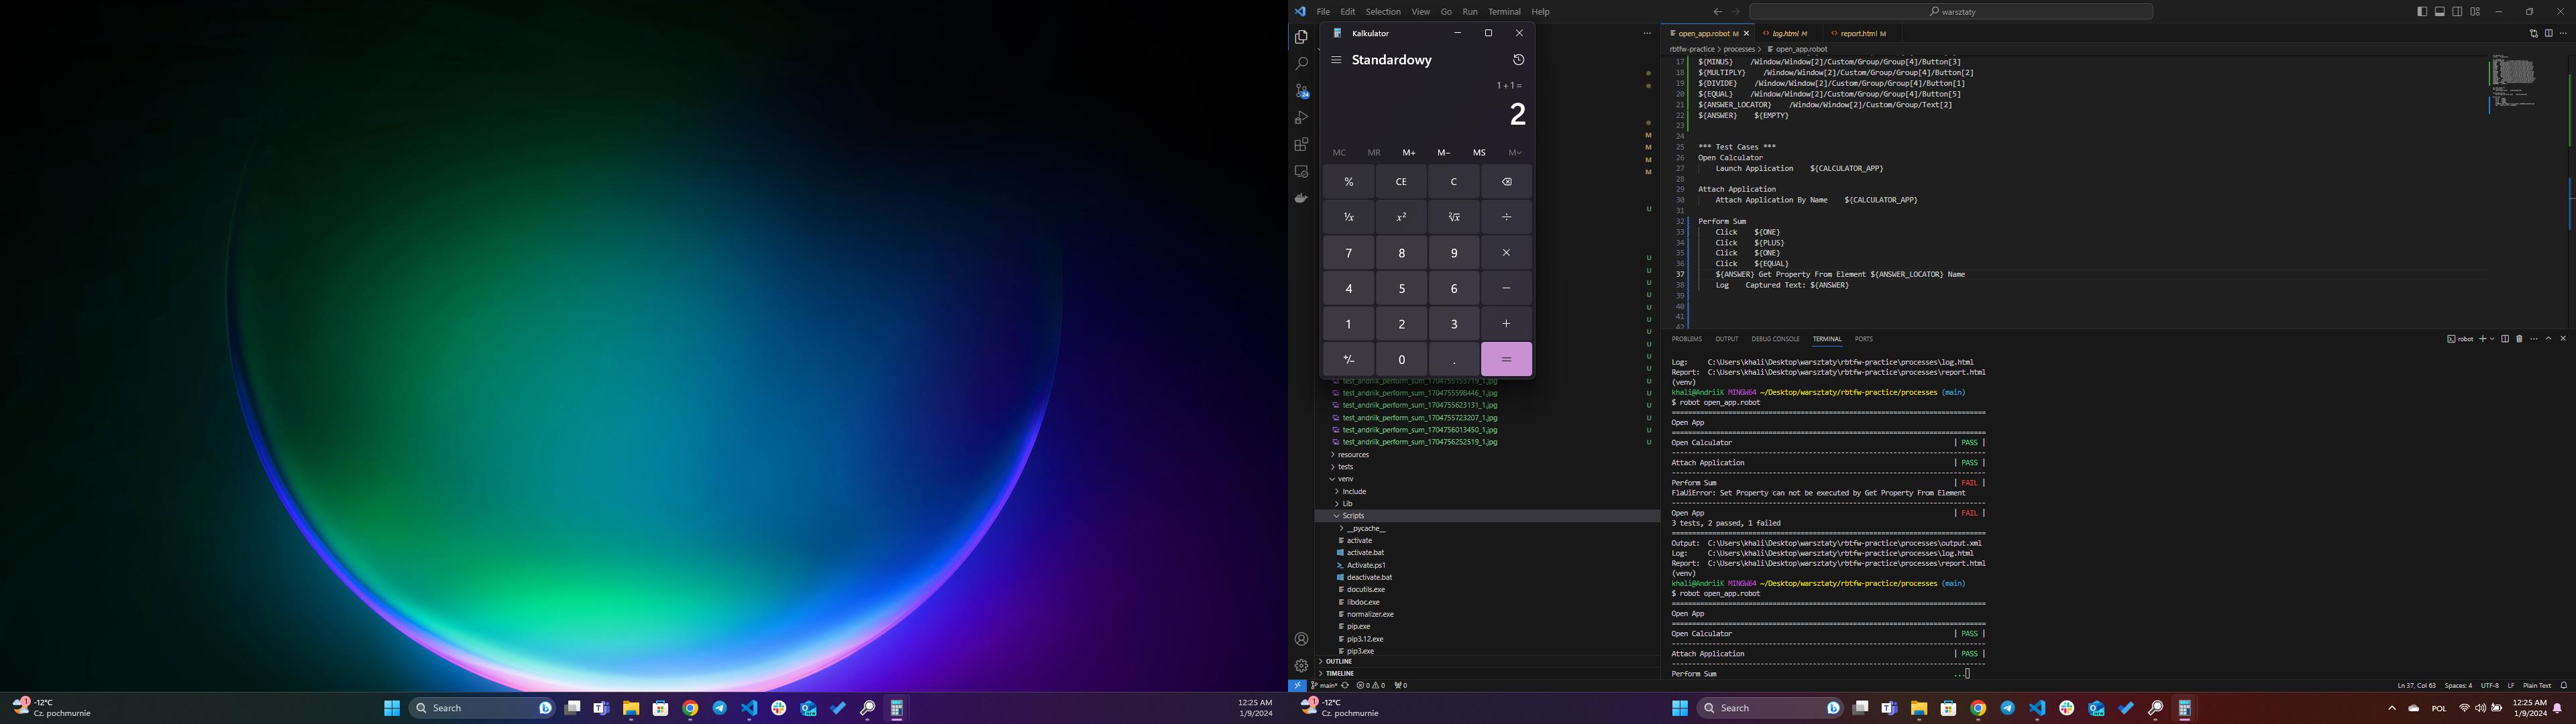 File Edit Selection View Go Run Terminal Help
warsztaty
Kalkulator
Standardowy
1 + 1 =
2
MC MR M+ M− MS M˅
% CE C
⅟x x² ²√x ÷
7 8 9 ×
4 5 6 −
1 2 3 +
+/− 0 . =
test_andriik_perform_sum_1704755153719_1.jpg
test_andriik_perform_sum_1704755598446_1.jpg
test_andriik_perform_sum_1704755623131_1.jpg
test_andriik_perform_sum_1704755723207_1.jpg
test_andriik_perform_sum_1704756013450_1.jpg
test_andriik_perform_sum_1704756252519_1.jpg
resources
tests
venv
Include
Lib
Scripts
__pycache__
activate
activate.bat
Activate.ps1
deactivate.bat
docutils.exe
libdoc.exe
normalizer.exe
pip.exe
pip3.12.exe
pip3.exe
OUTLINE
TIMELINE
open_app.robot M
log.html M
report.html M
rbtfw-practice > processes > open_app.robot
17 ${MINUS} /Window/Window[2]/Custom/Group/Group[4]/Button[3]
18 ${MULTIPLY} /Window/Window[2]/Custom/Group/Group[4]/Button[2]
19 ${DIVIDE} /Window/Window[2]/Custom/Group/Group[4]/Button[1]
20 ${EQUAL} /Window/Window[2]/Custom/Group/Group[4]/Button[5]
21 ${ANSWER_LOCATOR} /Window/Window[2]/Custom/Group/Text[2]
22 ${ANSWER} ${EMPTY}
23
24
25 *** Test Cases ***
26 Open Calculator
27 Launch Application ${CALCULATOR_APP}
28
29 Attach Application
30 Attach Application By Name ${CALCULATOR_APP}
31
32 Perform Sum
33 Click ${ONE}
34 Click ${PLUS}
35 Click ${ONE}
36 Click ${EQUAL}
37 ${ANSWER} Get Property From Element ${ANSWER_LOCATOR} Name
38 Log Captured Text: ${ANSWER}
39
40
41
42
PROBLEMS OUTPUT DEBUG CONSOLE TERMINAL PORTS
robot
Log: C:\Users\khali\Desktop\warsztaty\rbtfw-practice\processes\log.html
Report: C:\Users\khali\Desktop\warsztaty\rbtfw-practice\processes\report.html
(venv)
khali@AndriiK MINGW64 ~/Desktop/warsztaty/rbtfw-practice/processes (main)
$ robot open_app.robot
==============================================================================
Open App
==============================================================================
Open Calculator | PASS |
------------------------------------------------------------------------------
Attach Application | PASS |
------------------------------------------------------------------------------
Perform Sum | FAIL |
FlaUiError: Set Property can not be executed by Get Property From Element
------------------------------------------------------------------------------
Open App | FAIL |
3 tests, 2 passed, 1 failed
==============================================================================
Output: C:\Users\khali\Desktop\warsztaty\rbtfw-practice\processes\output.xml
Log: C:\Users\khali\Desktop\warsztaty\rbtfw-practice\processes\log.html
Report: C:\Users\khali\Desktop\warsztaty\rbtfw-practice\processes\report.html
(venv)
khali@AndriiK MINGW64 ~/Desktop/warsztaty/rbtfw-practice/processes (main)
$ robot open_app.robot
==============================================================================
Open App
==============================================================================
Open Calculator | PASS |
------------------------------------------------------------------------------
Attach Application | PASS |
------------------------------------------------------------------------------
Perform Sum ...
main* 0 0 0
Ln 37, Col 63 Spaces: 4 UTF-8 LF Plain Text
-12°C
Cz. pochmurnie
Search
12:25 AM
1/9/2024
-12°C
Cz. pochmurnie
Search
POL
12:25 AM
1/9/2024